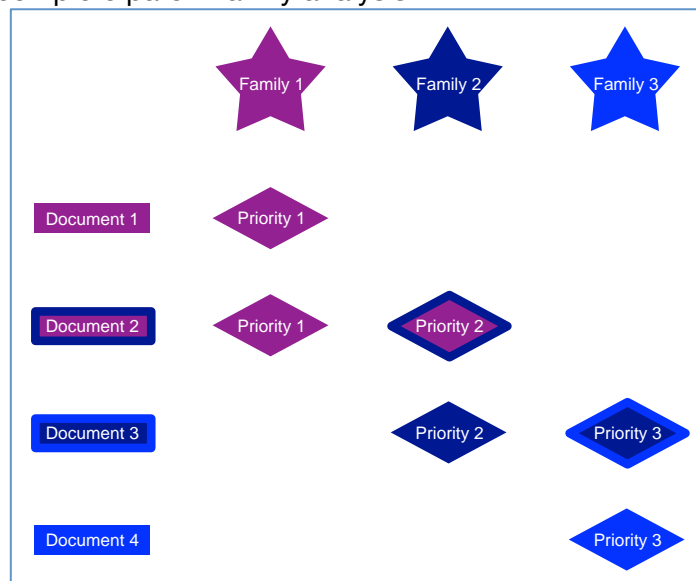 Family 1 Family 2 Family 3
Document 1 Priority 1
Document 2 Priority 1 Priority 2
Document 3 Priority 2 Priority 3
Document 4 Priority 3